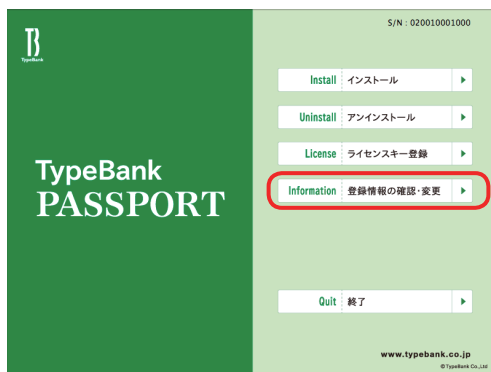 S/N : 020010001000
TB
TypeBank
Install インストール
Uninstall アンインストール
License ライセンスキー登録
TypeBank
PASSPORT
Information 登録情報の確認・変更
Quit 終了
www.typebank.co.jp
©TypeBank Co.,Ltd